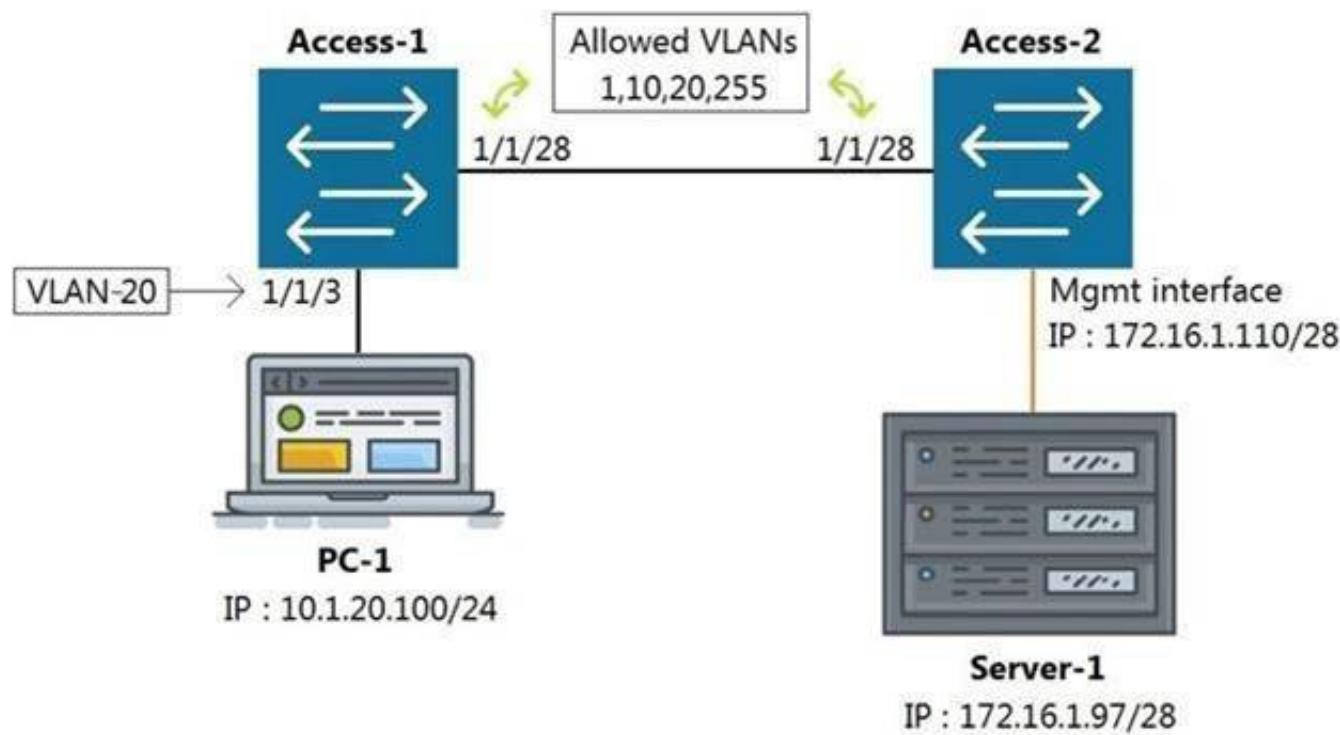 Access-1
Allowed VLANs
1,10,20,255
Access-2
1/1/28
1/1/28
VLAN-20
1/1/3
Mgmt interface
IP : 172.16.1.110/28
PC-1
IP : 10.1.20.100/24
Server-1
IP : 172.16.1.97/28